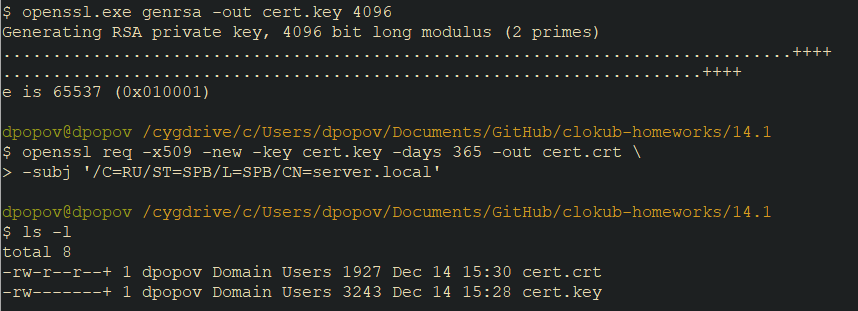 $ openssl.exe genrsa -out cert.key 4096
Generating RSA private key, 4096 bit long modulus (2 primes)
...............................................................................++++
......................................................................++++
e is 65537 (0x010001)
dpopov@dpopov /cygdrive/c/Users/dpopov/Documents/GitHub/clokub-homeworks/14.1
$ openssl req -x509 -new -key cert.key -days 365 -out cert.crt \
> -subj '/C=RU/ST=SPB/L=SPB/CN=server.local'
dpopov@dpopov /cygdrive/c/Users/dpopov/Documents/GitHub/clokub-homeworks/14.1
$ ls -l
total 8
-rw-r--r--+ 1 dpopov Domain Users 1927 Dec 14 15:30 cert.crt
-rw-------+ 1 dpopov Domain Users 3243 Dec 14 15:28 cert.key